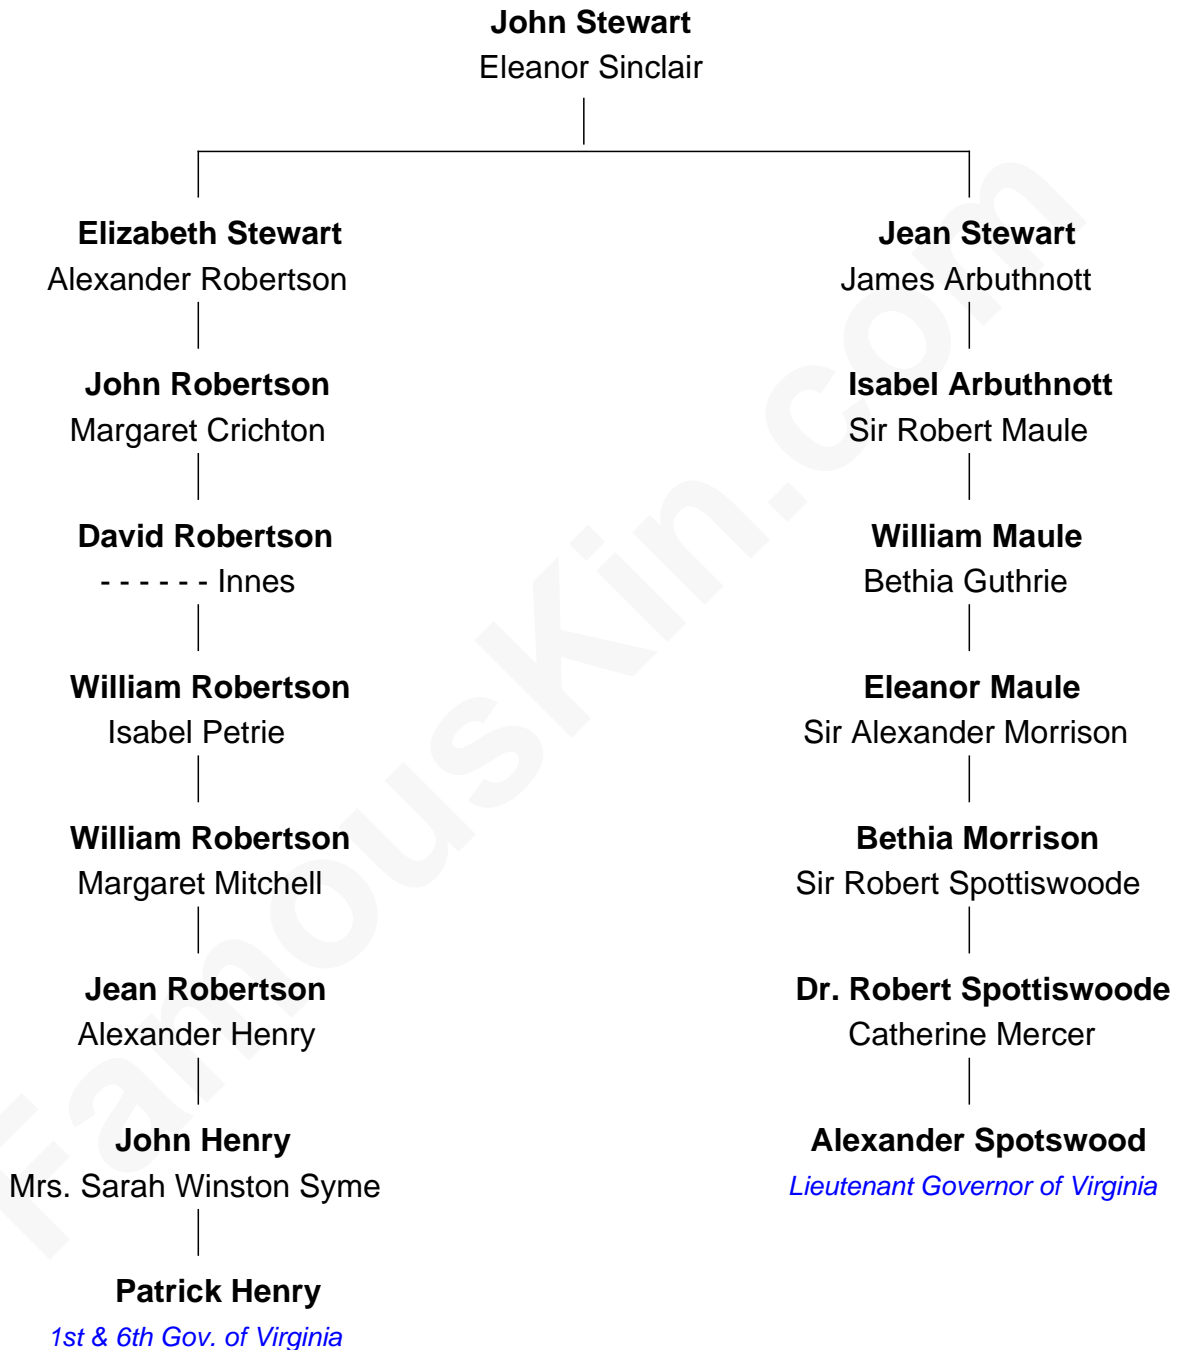 John Stewart
Eleanor Sinclair
Elizabeth Stewart
Alexander Robertson
Jean Stewart
James Arbuthnott
John Robertson
Margaret Crichton
Isabel Arbuthnott
Sir Robert Maule
David Robertson
- - - - - - Innes
William Maule
Bethia Guthrie
William Robertson
Isabel Petrie
Eleanor Maule
Sir Alexander Morrison
William Robertson
Margaret Mitchell
Bethia Morrison
Sir Robert Spottiswoode
Jean Robertson
Alexander Henry
Dr. Robert Spottiswoode
Catherine Mercer
John Henry
Mrs. Sarah Winston Syme
Alexander Spotswood
Lieutenant Governor of Virginia
Patrick Henry
1st & 6th Gov. of Virginia
FamousKin.com